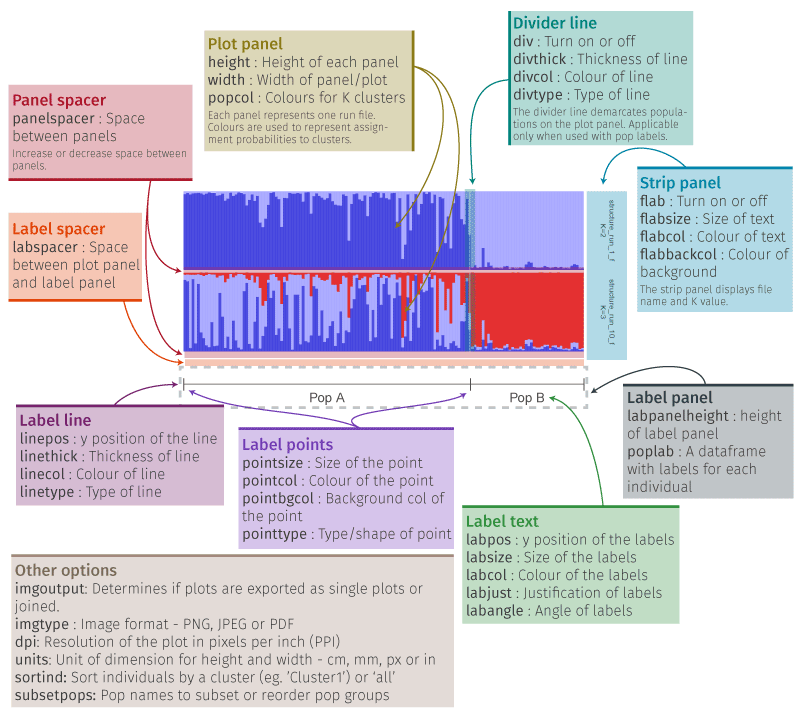 Plot panel
height : Height of each panel
width : Width of panel/plot
popcol : Colours for K clusters
Each panel represents one run file.
Colours are used to represent assign-
ment probabilities to clusters.
Divider line
div : Turn on or off
divthick : Thickness of line
divcol : Colour of line
divtype : Type of line
The divider line demarcates popula-
tions on the plot panel. Applicable
only when used with pop labels.
Panel spacer
panelspacer : Space
between panels
Increase or decrease space between
panels.
Strip panel
flab : Turn on or off
flabsize : Size of text
flabcol : Colour of text
flabbackcol : Colour of
background
The strip panel displays file
name and K value.
Label spacer
labspacer : Space
between plot panel
and label panel
structure_run_1_f
K=2
structure_run_10_f
K=3
Pop A
Pop B
Label line
linepos : y position of the line
linethick : Thickness of line
linecol : Colour of line
linetype : Type of line
Label points
pointsize : Size of the point
pointcol : Colour of the point
pointbgcol : Background col of
the point
pointtype : Type/shape of point
Label panel
labpanelheight : height
of label panel
poplab : A dataframe
with labels for each
individual
Label text
labpos : y position of the labels
labsize : Size of the labels
labcol : Colour of the labels
labjust : Justification of labels
labangle : Angle of labels
Other options
imgoutput: Determines if plots are exported as single plots or
joined.
imgtype : Image format - PNG, JPEG or PDF
dpi: Resolution of the plot in pixels per inch (PPI)
units: Unit of dimension for height and width - cm, mm, px or in
sortind: Sort individuals by a cluster (eg. 'Cluster1') or 'all'
subsetpops: Pop names to subset or reorder pop groups